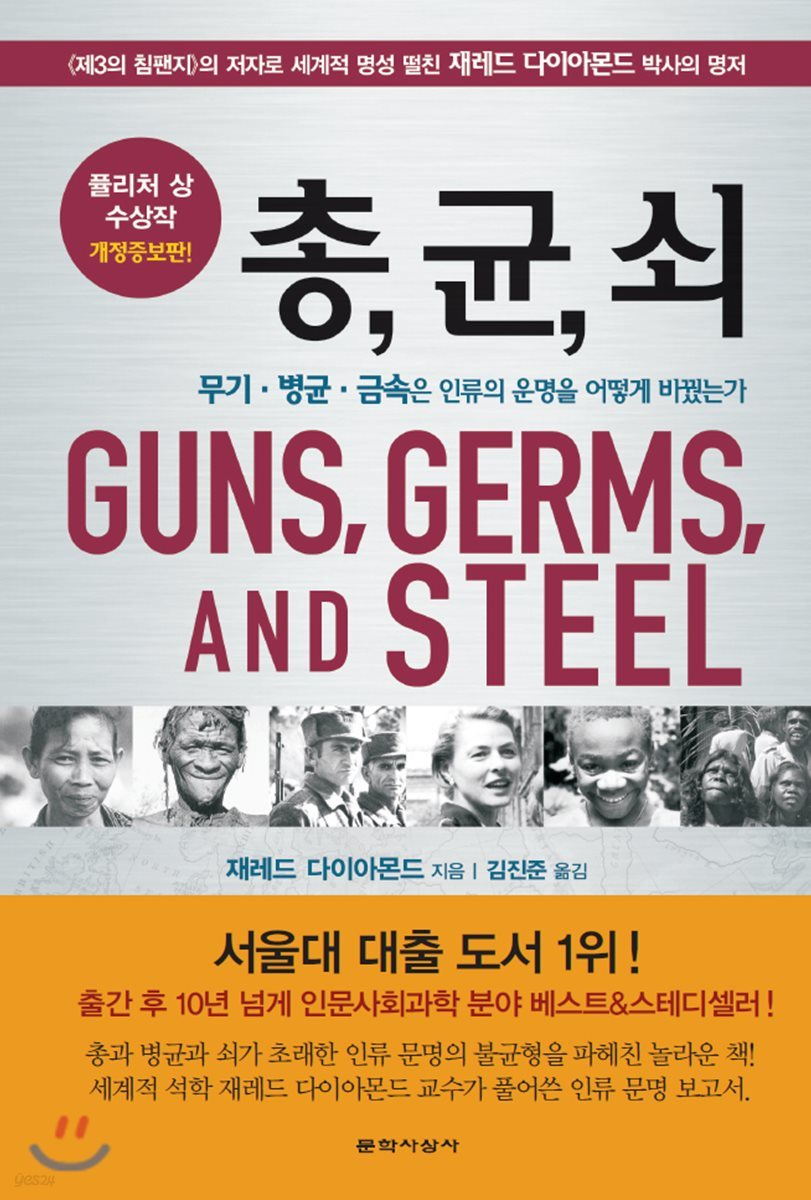 《제3의 침팬지》의 저자로 세계적 명성 떨친 재레드 다이아몬드 박사의 명저
퓰리처 상
수상작
개정증보판!
총, 균, 쇠
무기 · 병균 · 금속은 인류의 운명을 어떻게 바꿨는가
GUNS, GERMS,
AND STEEL
재레드 다이아몬드 지음 | 김진준 옮김
서울대 대출 도서 1위!
출간 후 10년 넘게 인문사회과학 분야 베스트&스테디셀러!
총과 병균과 쇠가 초래한 인류 문명의 불균형을 파헤친 놀라운 책!
세계적 석학 재레드 다이아몬드 교수가 풀어쓴 인류 문명 보고서.
문학사상사
yes24